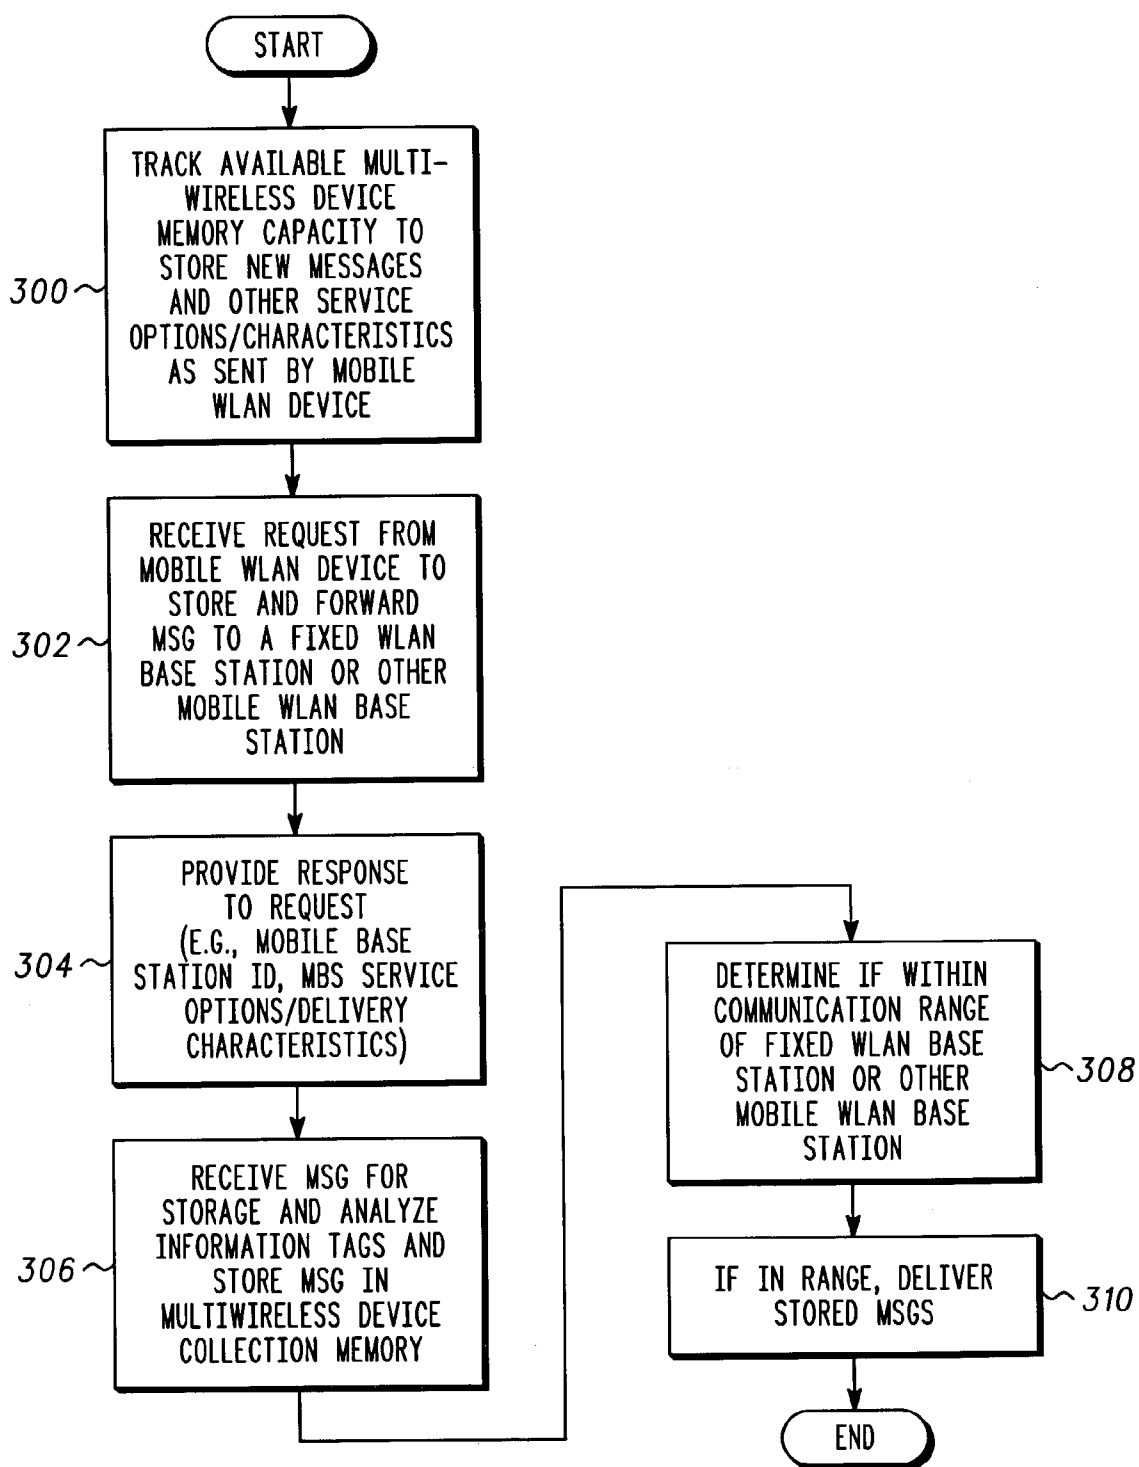 START
TRACK AVAILABLE MULTI-
WIRELESS DEVICE
MEMORY CAPACITY TO
STORE NEW MESSAGES
AND OTHER SERVICE
OPTIONS/CHARACTERISTICS
AS SENT BY MOBILE
WLAN DEVICE
300
RECEIVE REQUEST FROM
MOBILE WLAN DEVICE TO
STORE AND FORWARD
MSG TO A FIXED WLAN
BASE STATION OR OTHER
MOBILE WLAN BASE
STATION
302
PROVIDE RESPONSE
TO REQUEST
(E.G., MOBILE BASE
STATION ID, MBS SERVICE
OPTIONS/DELIVERY
CHARACTERISTICS)
304
RECEIVE MSG FOR
STORAGE AND ANALYZE
INFORMATION TAGS AND
STORE MSG IN
MULTIWIRELESS DEVICE
COLLECTION MEMORY
306
DETERMINE IF WITHIN
COMMUNICATION RANGE
OF FIXED WLAN BASE
STATION OR OTHER
MOBILE WLAN BASE
STATION
308
IF IN RANGE, DELIVER
STORED MSGS
310
END